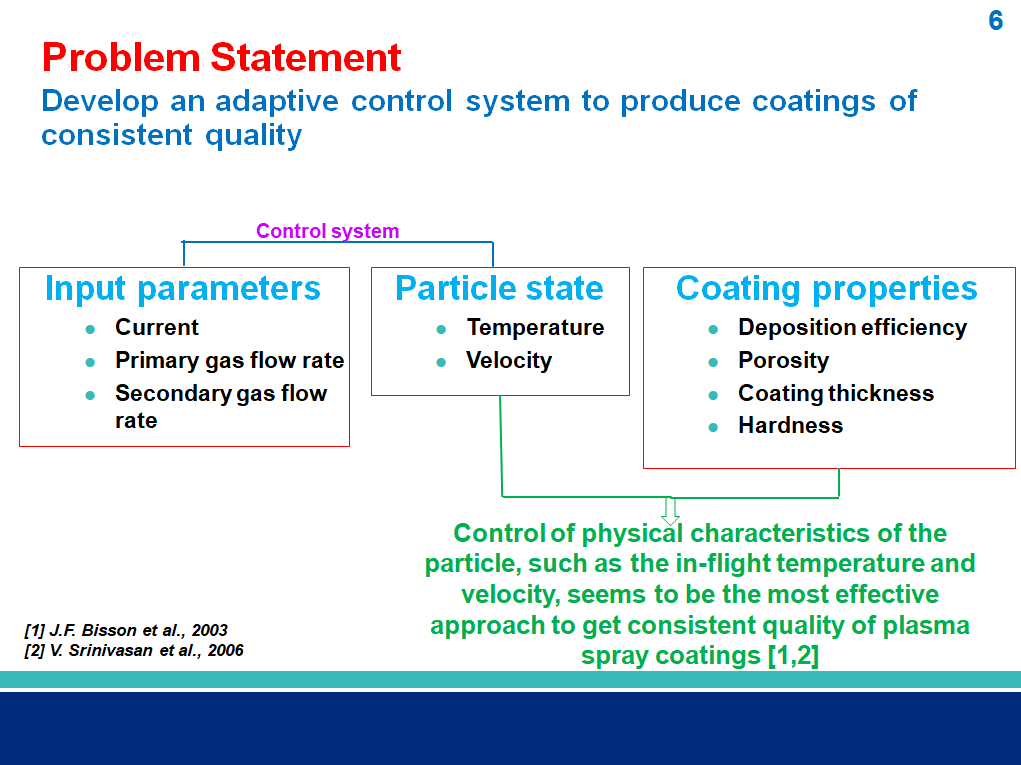 6
Problem Statement
Develop an adaptive control system to produce coatings of
consistent quality
Control system
Input parameters
Current
Primary gas flow rate
Secondary gas flow
rate
Particle state
Temperature
Velocity
Coating properties
Deposition efficiency
Porosity
Coating thickness
Hardness
Control of physical characteristics of the
particle, such as the in-flight temperature and
velocity, seems to be the most effective
approach to get consistent quality of plasma
spray coatings [1,2]
[1] J.F. Bisson et al., 2003
[2] V. Srinivasan et al., 2006